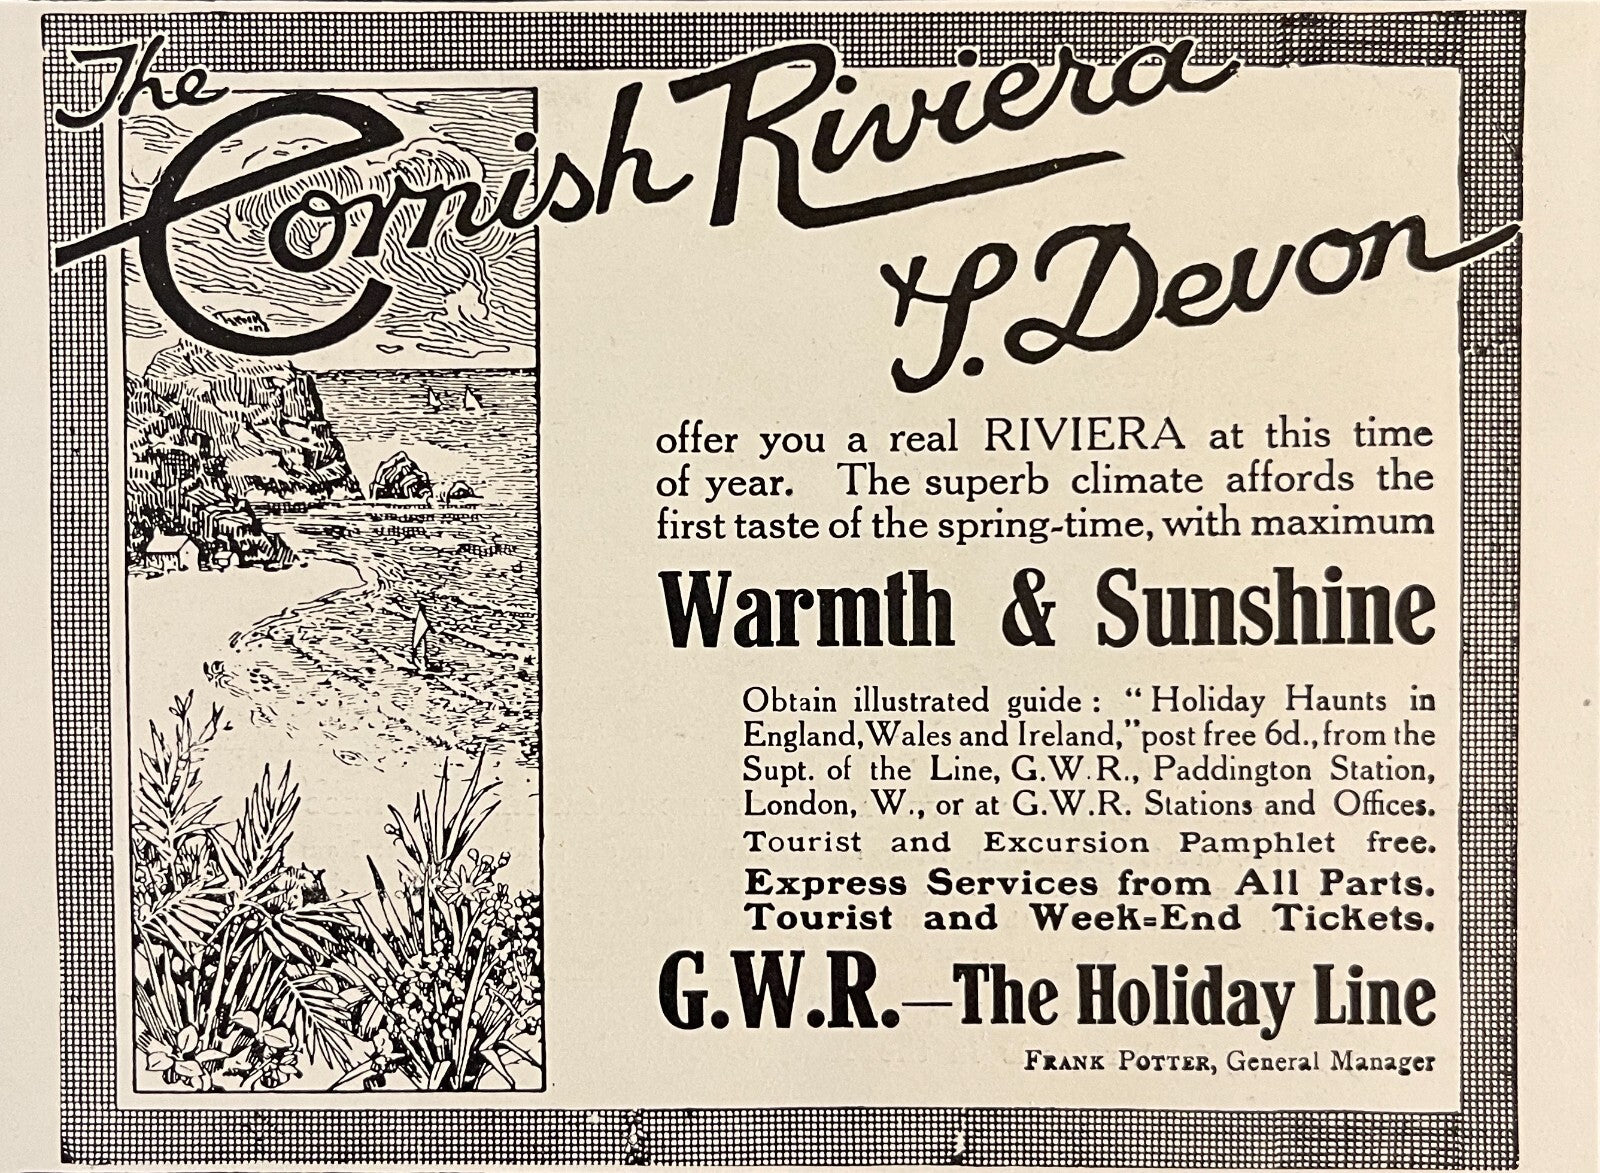 The Cornish Riviera
& S. Devon
offer you a real RIVIERA at this time
of year. The superb climate affords the
first taste of the spring-time, with maximum
Warmth & Sunshine
Obtain illustrated guide : “Holiday Haunts in
England, Wales and Ireland,” post free 6d., from the
Supt. of the Line, G.W.R., Paddington Station,
London, W., or at G.W.R. Stations and Offices.
Tourist and Excursion Pamphlet free.
Express Services from All Parts.
Tourist and Week=End Tickets.
G.W.R.—The Holiday Line
FRANK POTTER, General Manager